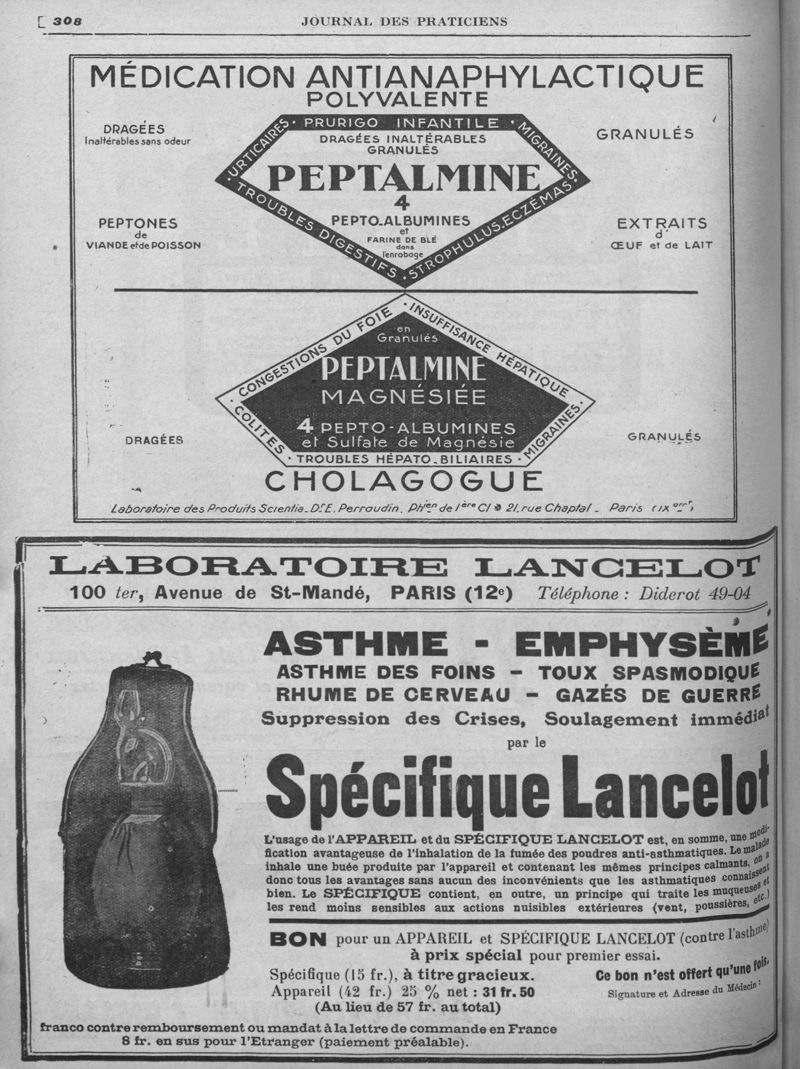 308
JOURNAL DES PRATICIENS
MÉDICATION ANTIANAPHYLACTIQUE
POLYVALENTE
DRAGÉES
Inaltérables sans odeur
GRANULÉS
PEPTONES
de
VIANDE et de POISSON
EXTRAITS
d'
ŒUF et de LAIT
URTICAIRES · PRURIGO INFANTILE · MIGRAINES
TROUBLES DIGESTIFS · STROPHULUS. ECZÉMAS
DRAGÉES INALTÉRABLES
GRANULÉS
PEPTALMINE
4
PEPTO-ALBUMINES
et
FARINE DE BLÉ
dans
l'enrobage
CONGESTIONS DU FOIE · INSUFFISANCE HÉPATIQUE
COLITES · TROUBLES HÉPATO-BILIAIRES · MIGRAINES
en
Granulés
PEPTALMINE
MAGNÉSIÉE
4 PEPTO-ALBUMINES
et Sulfate de Magnésie
DRAGÉES
GRANULÉS
CHOLAGOGUE
Laboratoire des Produits Scientia_Dr E. Perraudin. Phien de 1ère Cl 21, rue Chaptal_ Paris (IX arrt)
LABORATOIRE LANCELOT
100 ter, Avenue de St-Mandé, PARIS (12e) Téléphone : Diderot 49-04
ASTHME - EMPHYSÈME
ASTHME DES FOINS - TOUX SPASMODIQUE
RHUME DE CERVEAU - GAZÉS DE GUERRE
Suppression des Crises, Soulagement immédiat
par le
Spécifique Lancelot
L'usage de l'APPAREIL et du SPÉCIFIQUE LANCELOT est, en somme, une modi-
fication avantageuse de l'inhalation de la fumée des poudres anti-asthmatiques. Le malade
inhale une buée produite par l'appareil et contenant les mêmes principes calmants, on a
donc tous les avantages sans aucun des inconvénients que les asthmatiques connaissent
bien. Le SPÉCIFIQUE contient, en outre, un principe qui traite les muqueuses et
les rend moins sensibles aux actions nuisibles extérieures (vent, poussières, etc.)
BON pour un APPAREIL et SPÉCIFIQUE LANCELOT (contre l'asthme)
à prix spécial pour premier essai.
Spécifique (15 fr.), à titre gracieux.
Appareil (42 fr.) 25 % net : 31 fr. 50
(Au lieu de 57 fr. au total)
Ce bon n'est offert qu'une fois.
Signature et Adresse du Médecin :
franco contre remboursement ou mandat à la lettre de commande en France
8 fr. en sus pour l'Etranger (paiement préalable).